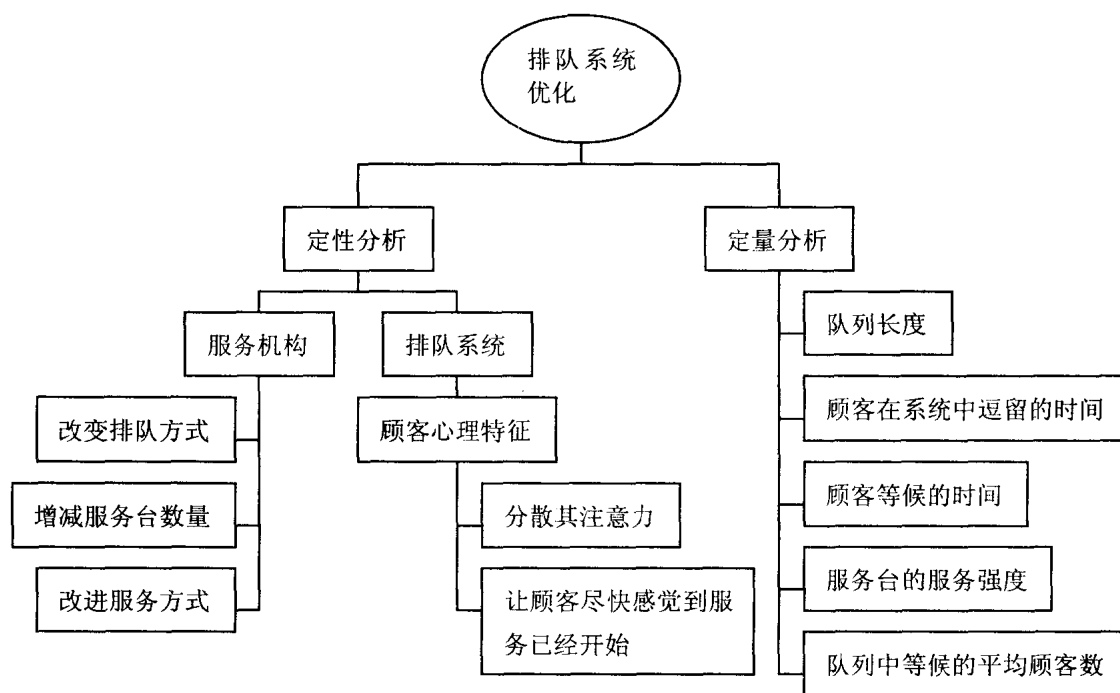 排队系统
优化
定性分析
定量分析
服务机构
排队系统
队列长度
改变排队方式
顾客心理特征
顾客在系统中逗留的时间
增减服务台数量
分散其注意力
顾客等候的时间
改进服务方式
让顾客尽快感觉到服
务已经开始
服务台的服务强度
队列中等候的平均顾客数